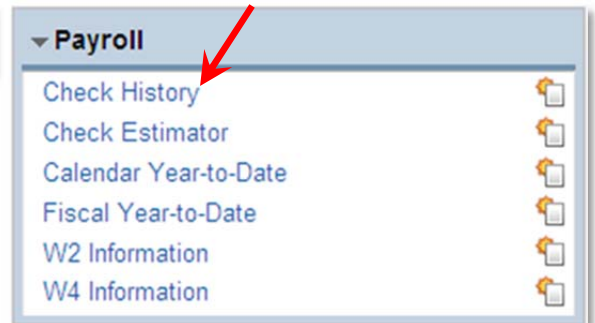 Payroll
Check History
Check Estimator
Calendar Year-to-Date
Fiscal Year-to-Date
W2 Information
W4 Information